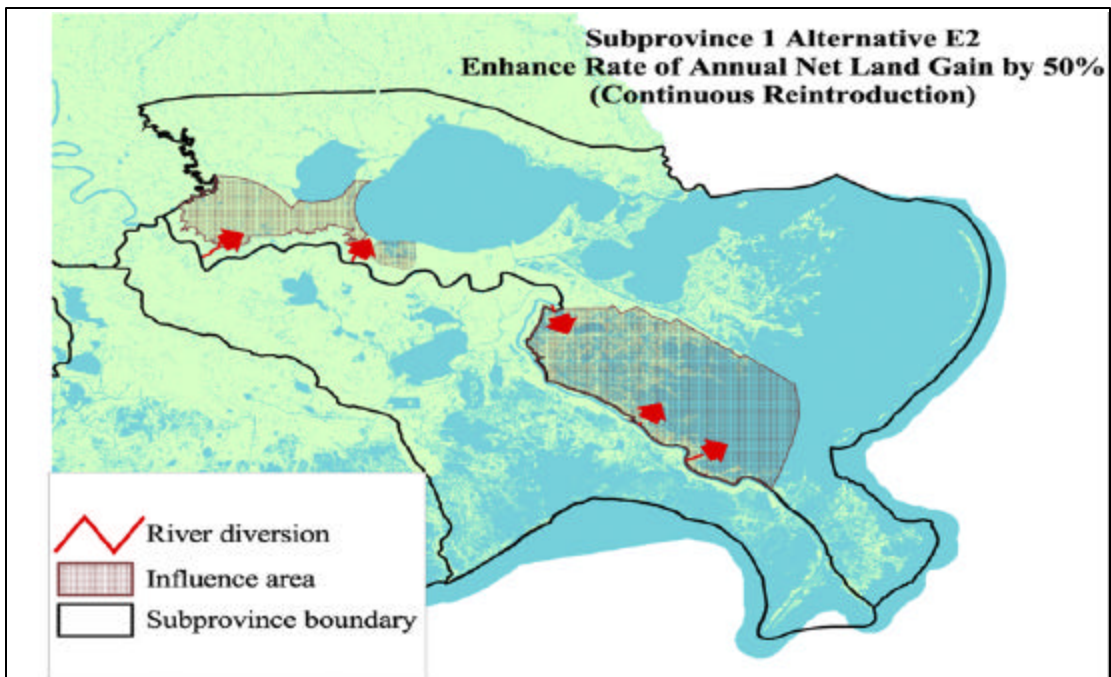 Subprovince 1 Alternative E2
Enhance Rate of Annual Net Land Gain by 50%
(Continuous Reintroduction)
River diversion
Influence area
Subprovince boundary